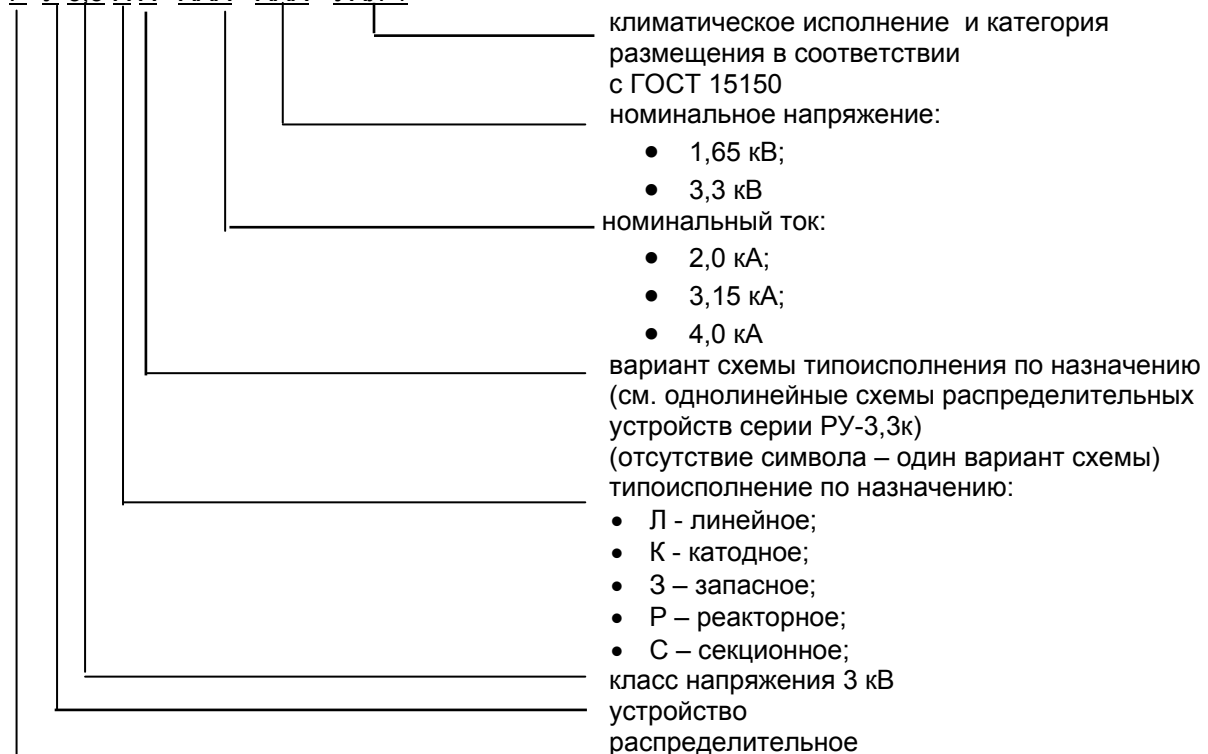 климатическое исполнение и категория
размещения в соответствии
с ГОСТ 15150
номинальное напряжение:
• 1,65 кВ;
• 3,3 кВ
номинальный ток:
• 2,0 кА;
• 3,15 кА;
• 4,0 кА
вариант схемы типоисполнения по назначению
(см. однолинейные схемы распределительных
устройств серии РУ-3,3к)
(отсутствие символа – один вариант схемы)
типоисполнение по назначению:
• Л - линейное;
• К - катодное;
• З – запасное;
• Р – реакторное;
• С – секционное;
класс напряжения 3 кВ
устройство
распределительное